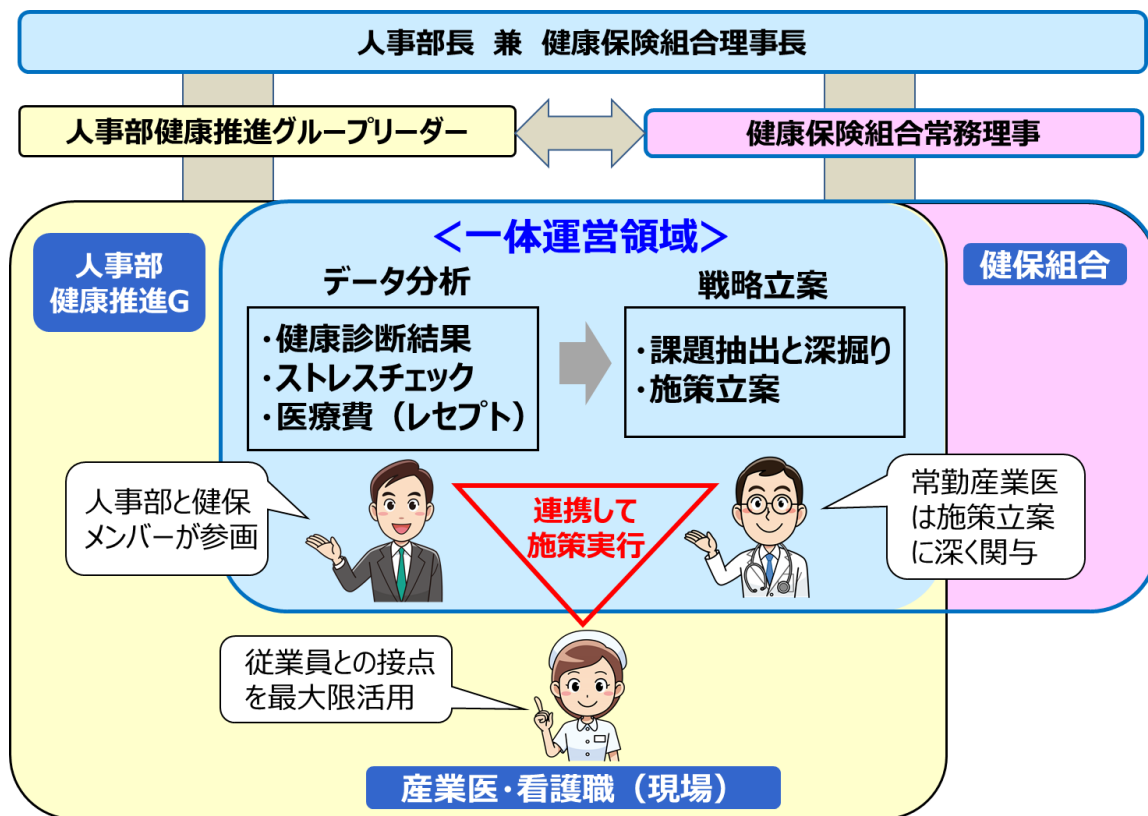 人事部長 兼 健康保険組合理事長
人事部健康推進グループリーダー
健康保険組合常務理事
<一体運営領域>
人事部
健康推進G
健保組合
データ分析
・健康診断結果
・ストレスチェック
・医療費（レセプト）
戦略立案
・課題抽出と深掘り
・施策立案
人事部と健保
メンバーが参画
連携して
施策実行
常勤産業医
は施策立案
に深く関与
従業員との接点
を最大限活用
産業医・看護職（現場）